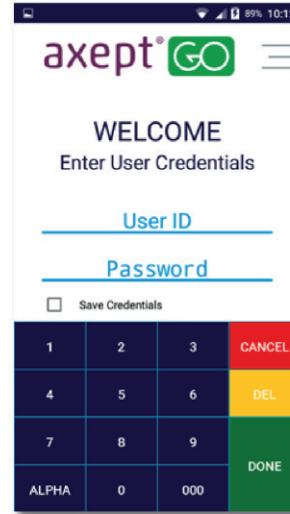 89% 10:1
axept® GO
WELCOME
Enter User Credentials
User ID
Password
Save Credentials
1 2 3 CANCEL
4 5 6 DEL
7 8 9
DONE
ALPHA 0 000